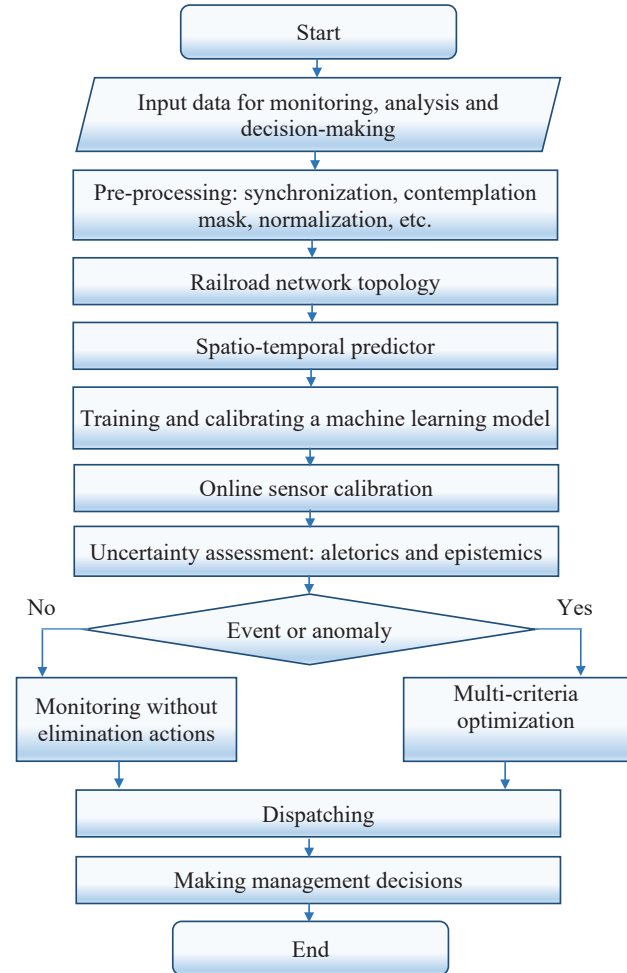 Start
Input data for monitoring, analysis and
decision-making
Pre-processing: synchronization, contemplation
mask, normalization, etc.
Railroad network topology
Spatio-temporal predictor
Training and calibrating a machine learning model
Online sensor calibration
Uncertainty assessment: aletorics and epistemics
No
Yes
Event or anomaly
Monitoring without
elimination actions
Multi-criteria
optimization
Dispatching
Making management decisions
End